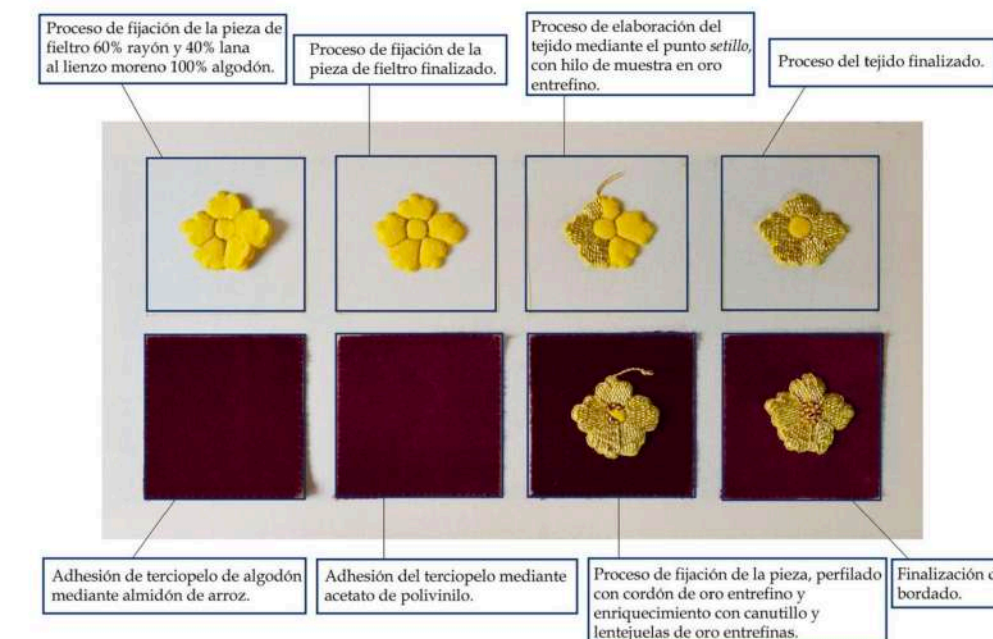 Proceso de fijación de la pieza de
fieltro 60% rayón y 40% lana
al lienzo moreno 100% algodón.
Proceso de fijación de la
pieza de fieltro finalizado.
Proceso de elaboración del
tejido mediante el punto setillo,
con hilo de muestra en oro
entrefino.
Proceso del tejido finalizado.
Adhesión de terciopelo de algodón
mediante almidón de arroz.
Adhesión del terciopelo mediante
acetato de polivinilo.
Proceso de fijación de la pieza, perfilado
con cordón de oro entrefino y
enriquecimiento con canutillo y
lentejuelas de oro entrefinas.
Finalización
bordado.